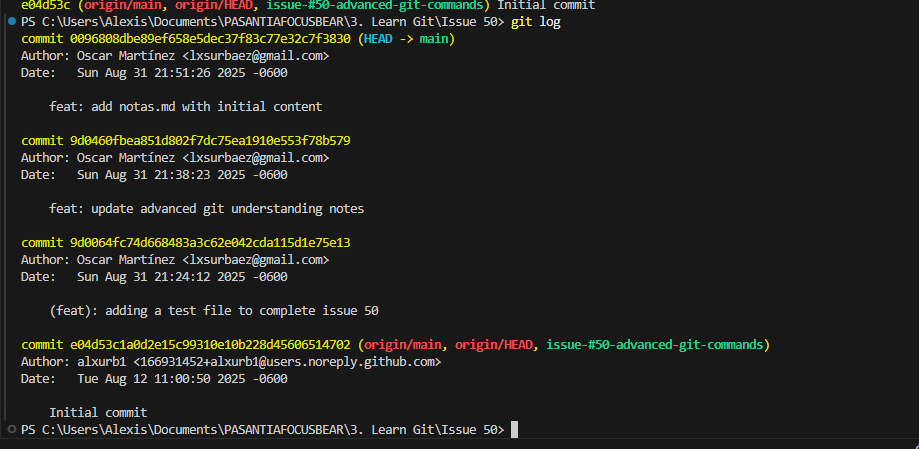 e04d53c (origin/main, origin/HEAD, issue-#50-advanced-git-commands) Initial commit
PS C:\Users\Alexis\Documents\PASANTIAFOCUSBEAR\3. Learn Git\Issue 50> git log
commit 0096808dbe89ef658e5dec37f83c77e32c7f3830 (HEAD -> main)
Author: Oscar Martínez <lxsurbaez@gmail.com>
Date:   Sun Aug 31 21:51:26 2025 -0600
    feat: add notas.md with initial content
commit 9d0460fbea851d802f7dc75ea1910e553f78b579
Author: Oscar Martínez <lxsurbaez@gmail.com>
Date:   Sun Aug 31 21:38:23 2025 -0600
    feat: update advanced git understanding notes
commit 9d0064fc74d668483a3c62e042cda115d1e75e13
Author: Oscar Martínez <lxsurbaez@gmail.com>
Date:   Sun Aug 31 21:24:12 2025 -0600
    (feat): adding a test file to complete issue 50
commit e04d53c1a0d2e15c99310e10b228d45606514702 (origin/main, origin/HEAD, issue-#50-advanced-git-commands)
Author: alxurb1 <166931452+alxurb1@users.noreply.github.com>
Date:   Tue Aug 12 11:00:50 2025 -0600
    Initial commit
PS C:\Users\Alexis\Documents\PASANTIAFOCUSBEAR\3. Learn Git\Issue 50>